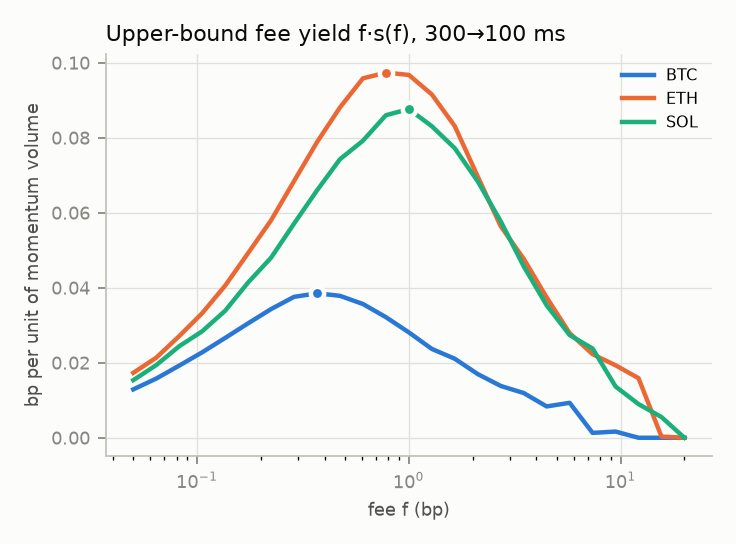 Upper-bound fee yield f·s(f), 300→100 ms
BTC
ETH
SOL
bp per unit of momentum volume
0.10
0.08
0.06
0.04
0.02
0.00
10⁻¹
10⁰
10¹
fee f (bp)